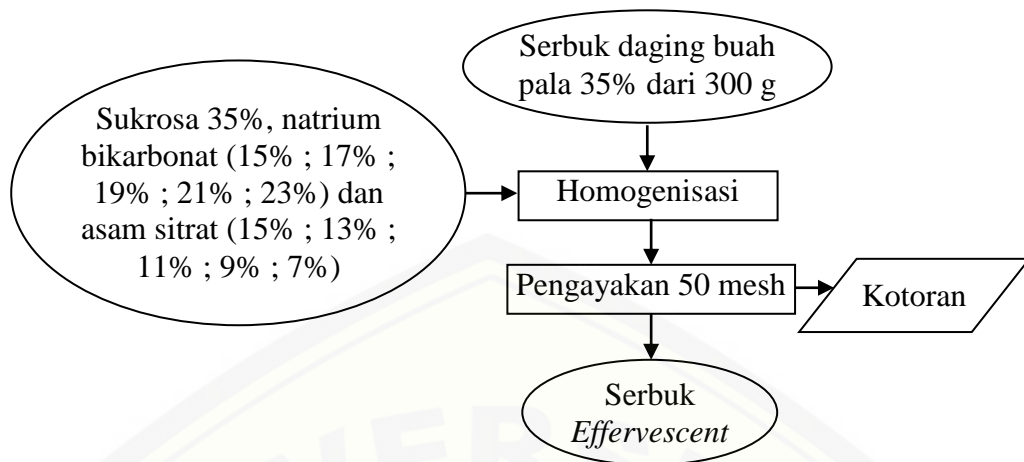 Serbuk daging buah
pala 35% dari 300 g
Sukrosa 35%, natrium
bikarbonat (15% ; 17% ;
19% ; 21% ; 23%) dan
asam sitrat (15% ; 13% ;
11% ; 9% ; 7%)
Homogenisasi
Pengayakan 50 mesh
Kotoran
Serbuk
Effervescent